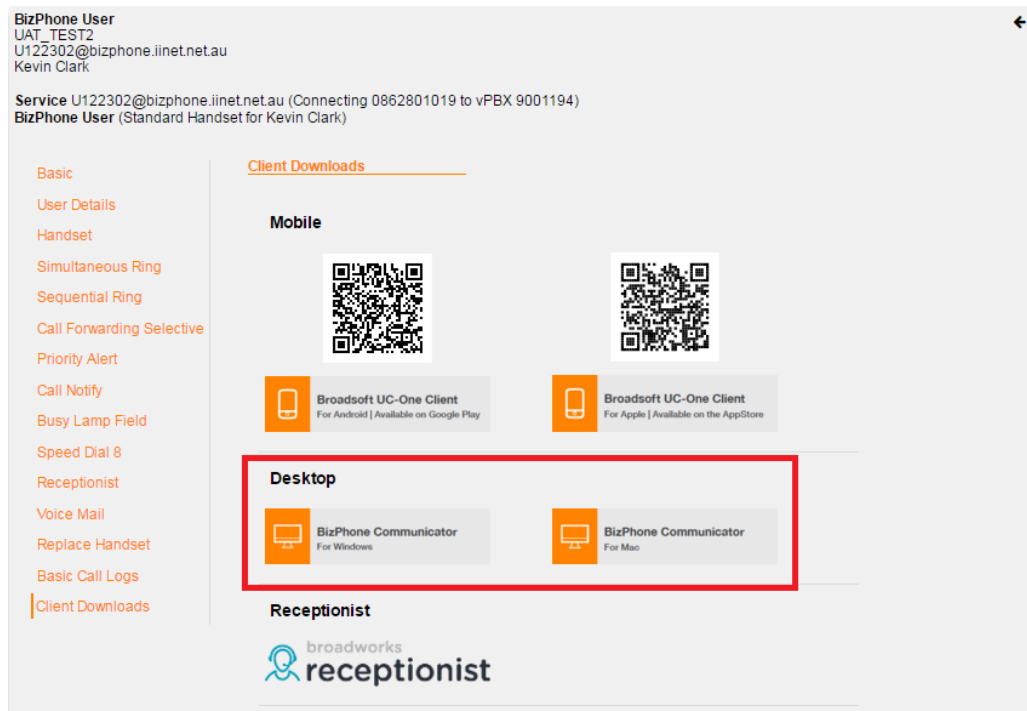 BizPhone User
UAT_TEST2
U122302@bizphone.iinet.net.au
Kevin Clark
Service U122302@bizphone.iinet.net.au (Connecting 0862801019 to vPBX 9001194)
BizPhone User (Standard Handset for Kevin Clark)
Basic
User Details
Handset
Simultaneous Ring
Sequential Ring
Call Forwarding Selective
Priority Alert
Call Notify
Busy Lamp Field
Speed Dial 8
Receptionist
Voice Mail
Replace Handset
Basic Call Logs
Client Downloads
Client Downloads
Mobile
Broadsoft UC-One Client
For Android | Available on Google Play
Broadsoft UC-One Client
For Apple | Available on the AppStore
Desktop
BizPhone Communicator
For Windows
BizPhone Communicator
For Mac
Receptionist
broadworks
receptionist